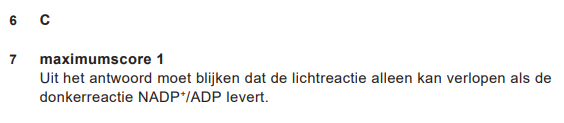 6 C
7 maximumscore 1
Uit het antwoord moet blijken dat de lichtreactie alleen kan verlopen als de
donkerreactie NADP⁺/ADP levert.